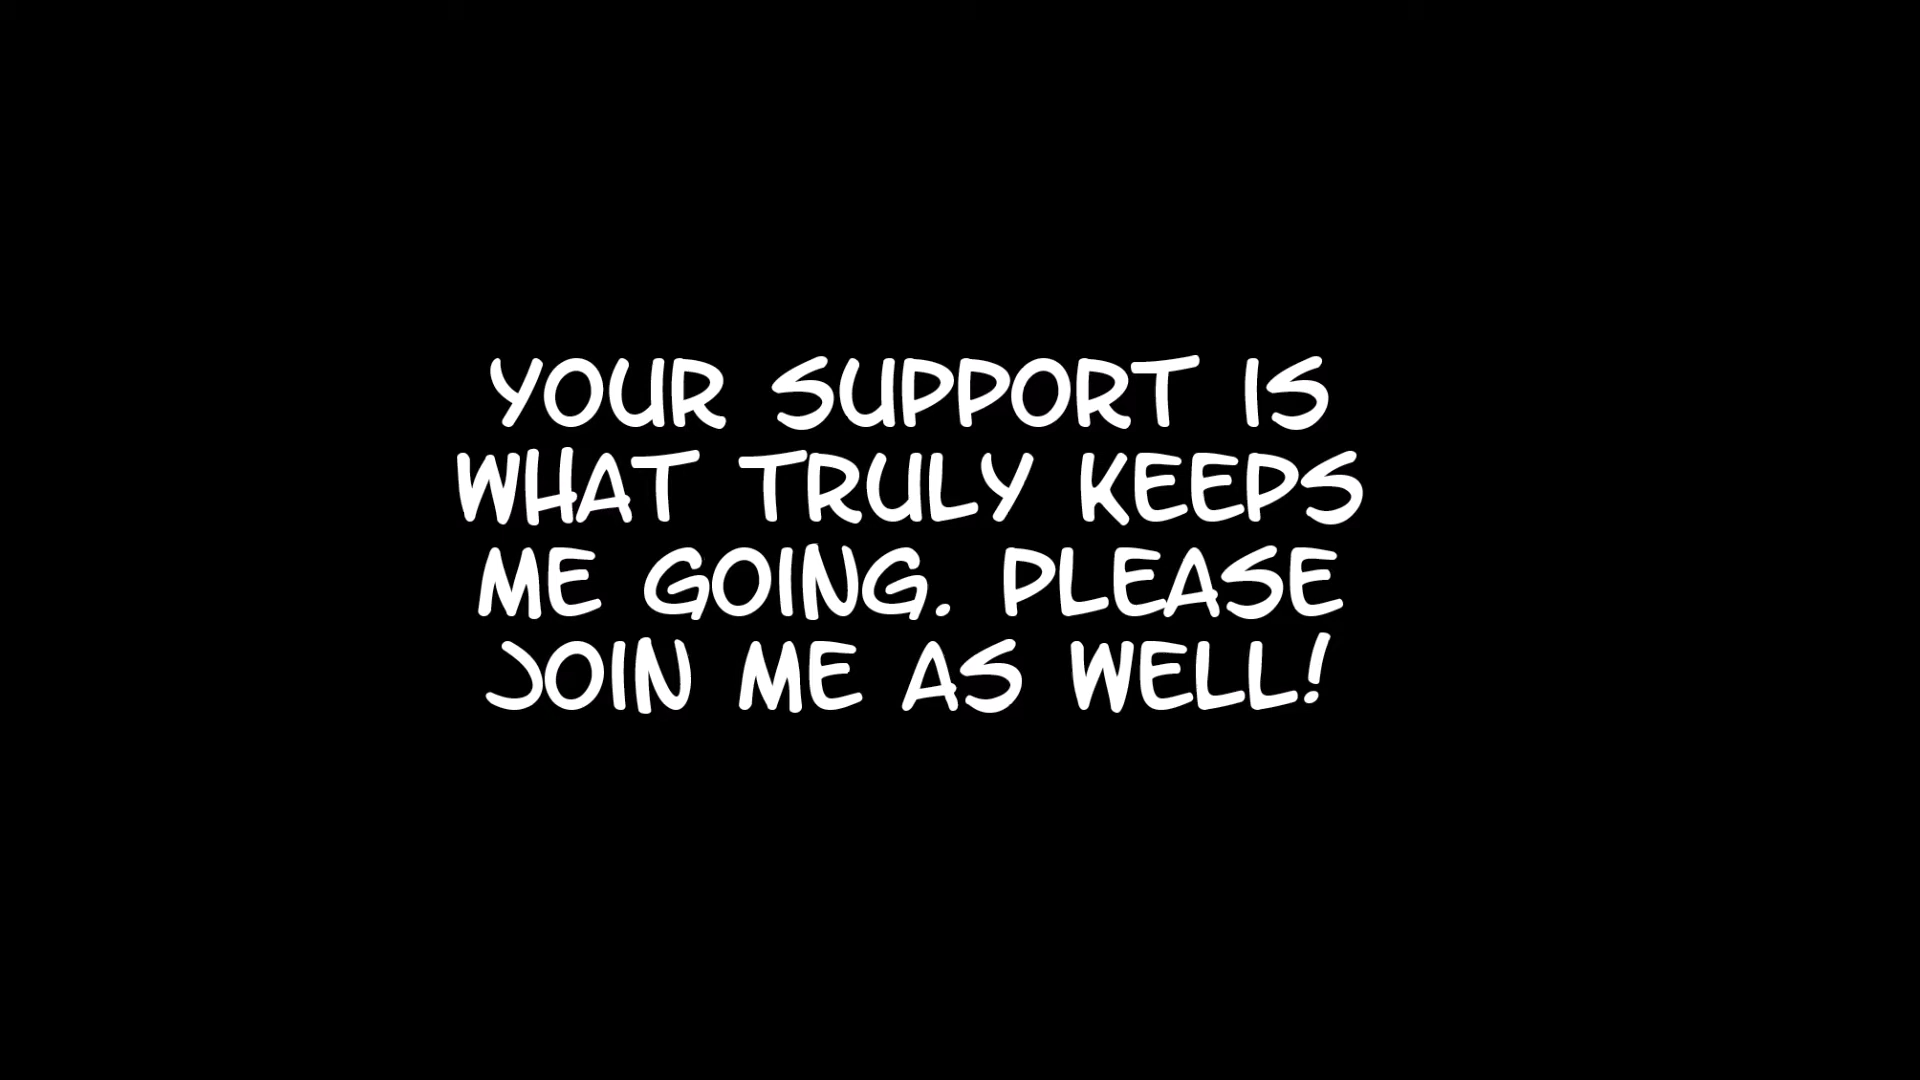 YOUR SUPPORT IS
WHAT TRULY KEEPS
ME GOING. PLEASE
JOIN ME AS WELL!